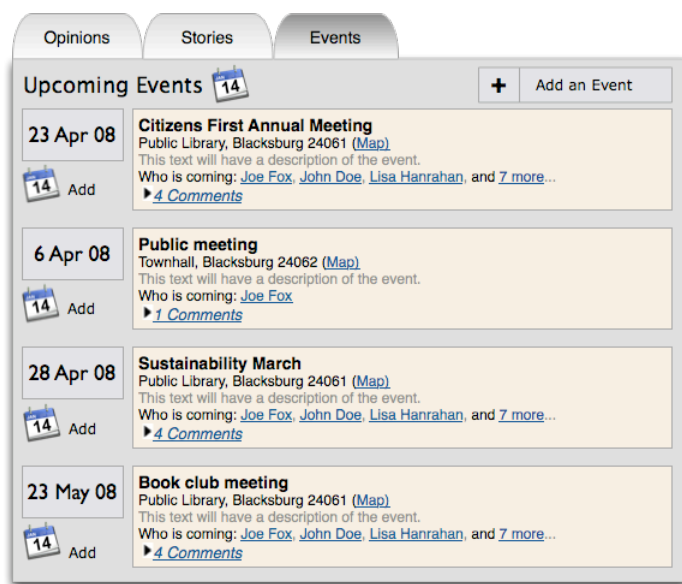 Opinions
Stories
Events
Upcoming Events
JAN
14
+
Add an Event
23 Apr 08
JAN
14
Add
Citizens First Annual Meeting
Public Library, Blacksburg 24061 (Map)
This text will have a description of the event.
Who is coming: Joe Fox, John Doe, Lisa Hanrahan, and 7 more...
4 Comments
6 Apr 08
JAN
14
Add
Public meeting
Townhall, Blacksburg 24062 (Map)
This text will have a description of the event.
Who is coming: Joe Fox
1 Comments
28 Apr 08
JAN
14
Add
Sustainability March
Public Library, Blacksburg 24061 (Map)
This text will have a description of the event.
Who is coming: Joe Fox, John Doe, Lisa Hanrahan, and 7 more...
4 Comments
23 May 08
JAN
14
Add
Book club meeting
Public Library, Blacksburg 24061 (Map)
This text will have a description of the event.
Who is coming: Joe Fox, John Doe, Lisa Hanrahan, and 7 more...
4 Comments